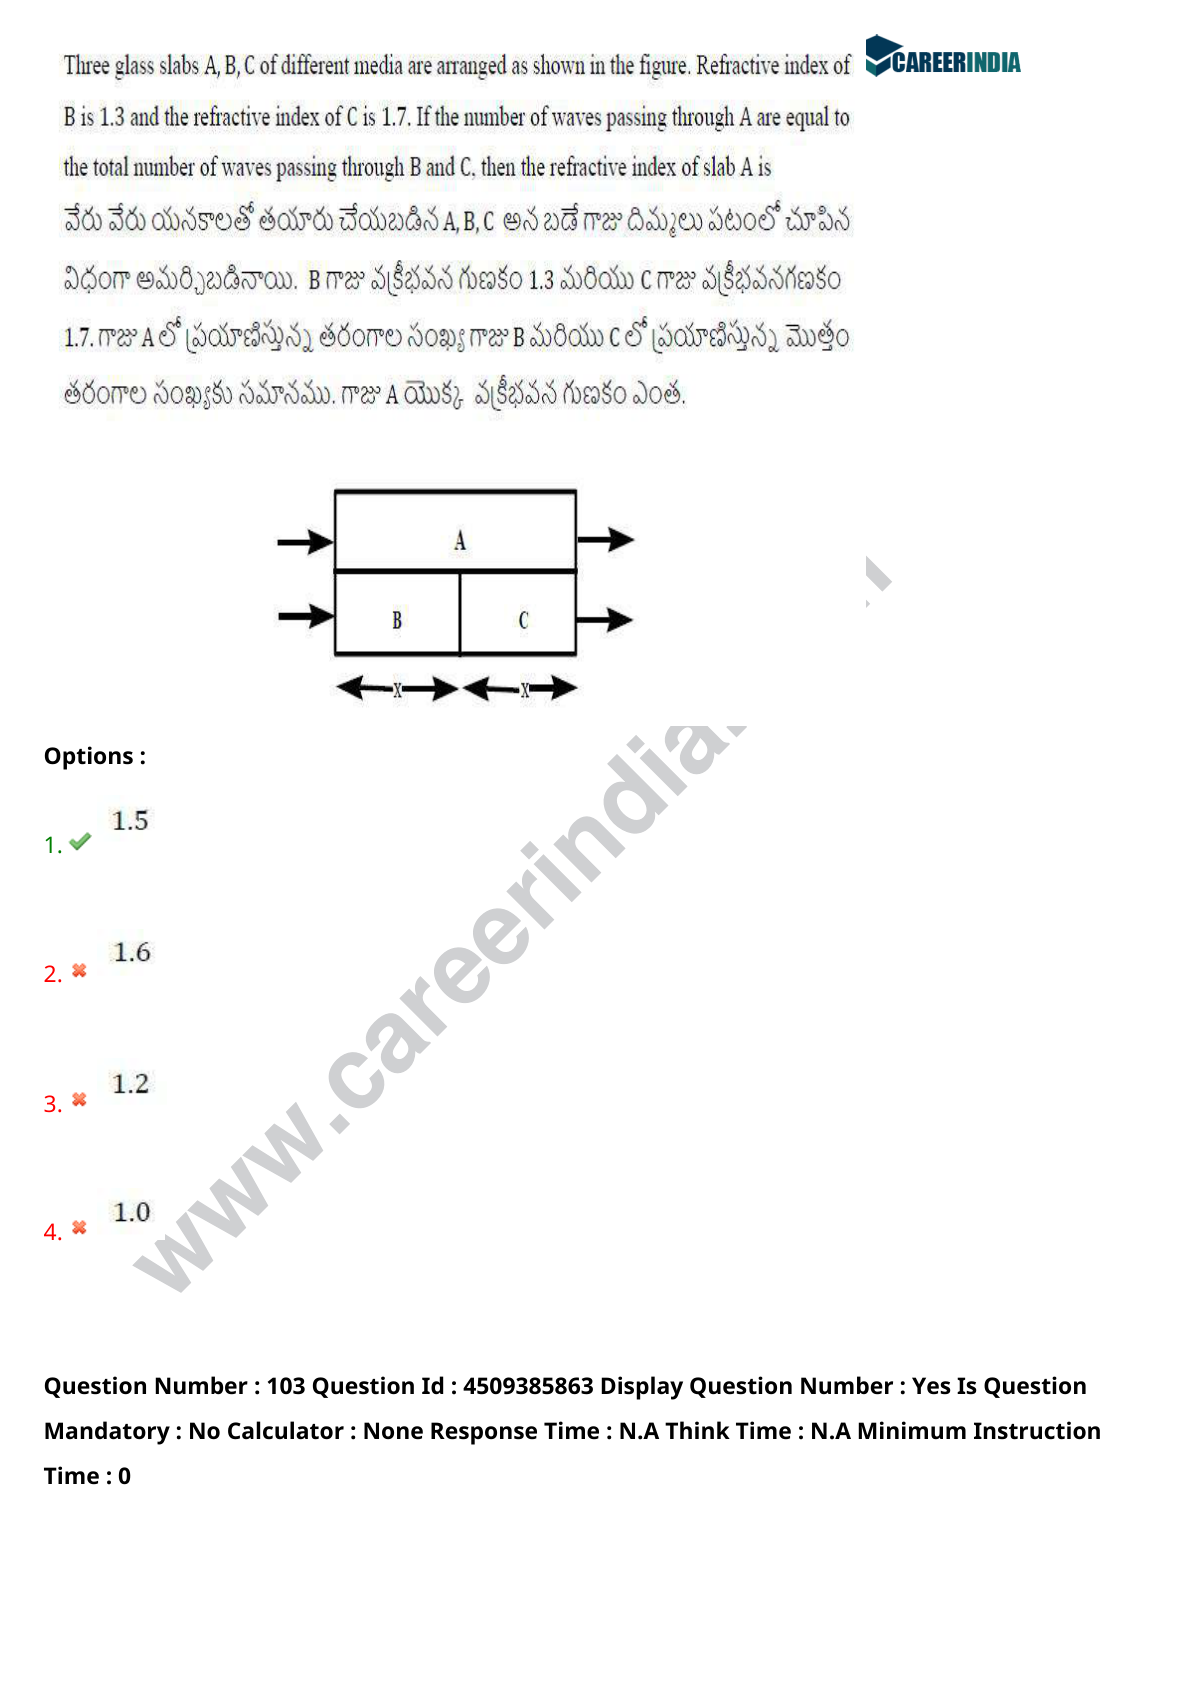 CAREERINDIA
Three glass slabs A, B, C of different media are arranged as shown in the figure. Refractive index of
B is 1.3 and the refractive index of C is 1.7. If the number of waves passing through A are equal to
the total number of waves passing through B and C, then the refractive index of slab A is
వేరు వేరు యనకాలతో తయారు చేయబడిన A, B, C అన బడే గాజు దిమ్మలు పటంలో చూపిన
విధంగా అమర్చిబడినాయి. B గాజు వక్రీభవన గుణకం 1.3 మరియు C గాజు వక్రీభవనగణకం
1.7. గాజు A లో ప్రయాణిస్తున్న తరంగాల సంఖ్య గాజు B మరియు C లో ప్రయాణిస్తున్న మొత్తం
తరంగాల సంఖ్యకు సమానము. గాజు A యొక్క వక్రీభవన గుణకం ఎంత.
A
B C
X X
Options :
1. 1.5
2. 1.6
3. 1.2
4. 1.0
www.careerindia.
Question Number : 103 Question Id : 4509385863 Display Question Number : Yes Is Question
Mandatory : No Calculator : None Response Time : N.A Think Time : N.A Minimum Instruction
Time : 0